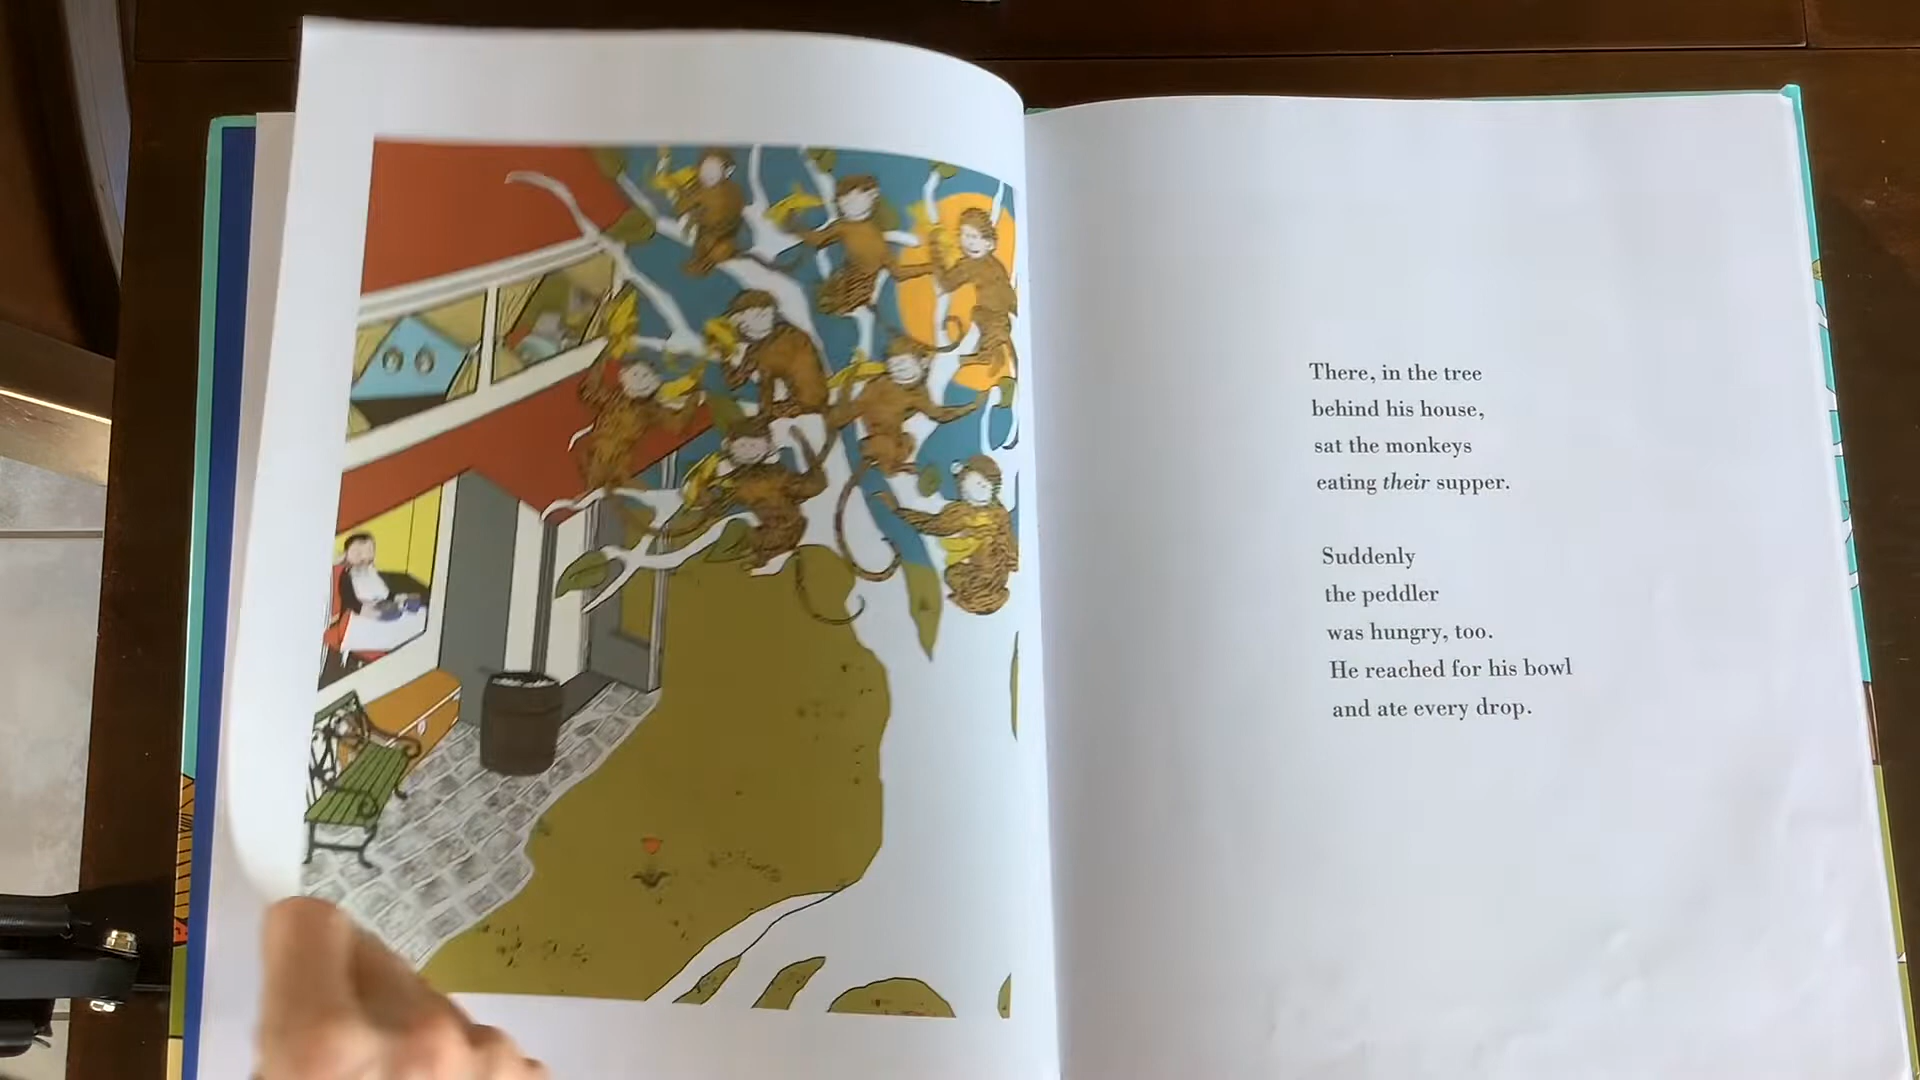 There, in the tree
behind his house,
sat the monkeys
eating their supper.
Suddenly
the peddler
was hungry, too.
He reached for his bowl
and ate every drop.